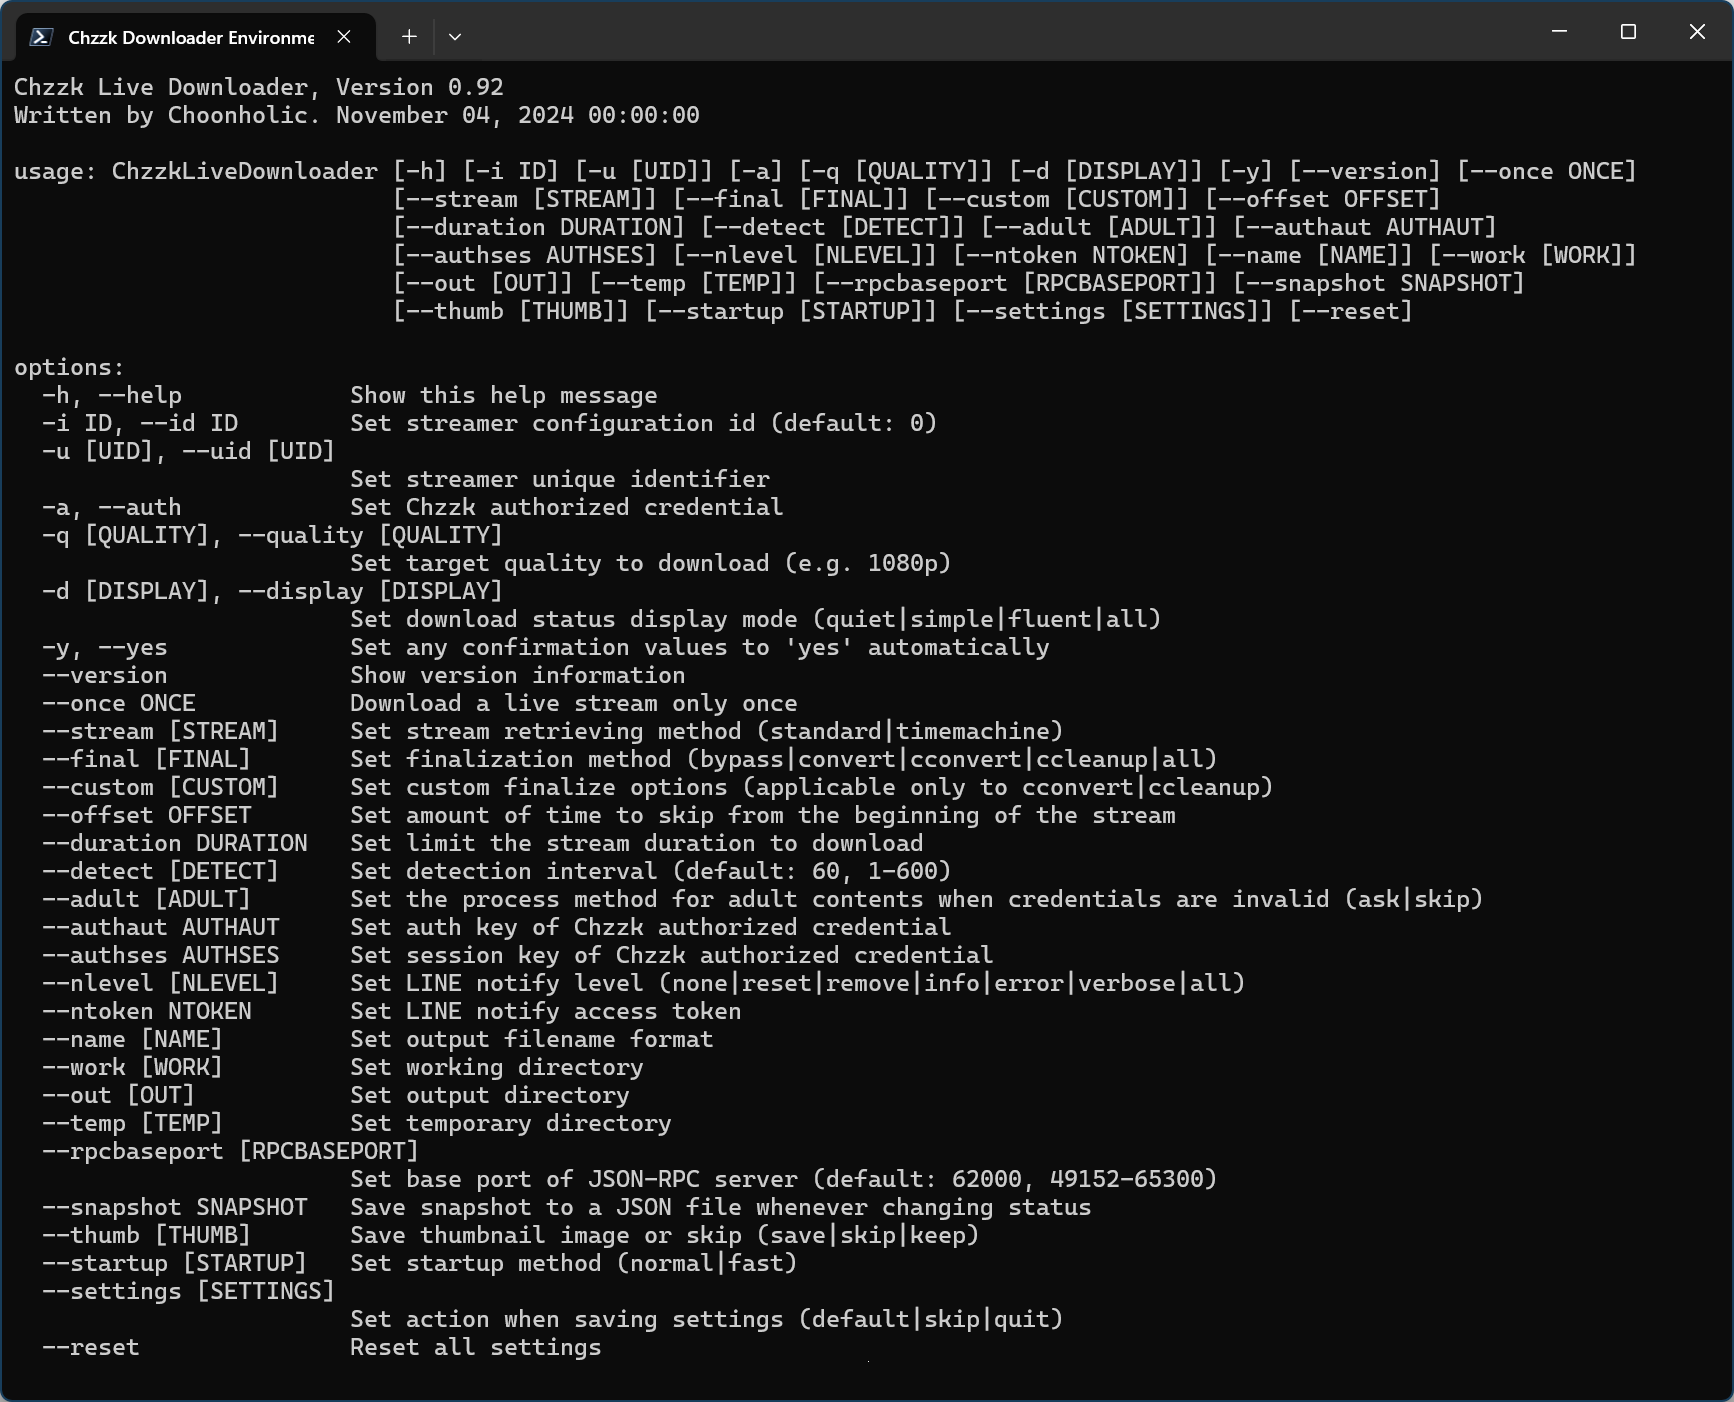 Chzzk Downloader Environme
Chzzk Live Downloader, Version 0.92
Written by Choonholic. November 04, 2024 00:00:00
usage: ChzzkLiveDownloader [-h] [-i ID] [-u [UID]] [-a] [-q [QUALITY]] [-d [DISPLAY]] [-y] [--version] [--once ONCE]
[--stream [STREAM]] [--final [FINAL]] [--custom [CUSTOM]] [--offset OFFSET]
[--duration DURATION] [--detect [DETECT]] [--adult [ADULT]] [--authaut AUTHAUT]
[--authses AUTHSES] [--nlevel [NLEVEL]] [--ntoken NTOKEN] [--name [NAME]] [--work [WORK]]
[--out [OUT]] [--temp [TEMP]] [--rpcbaseport [RPCBASEPORT]] [--snapshot SNAPSHOT]
[--thumb [THUMB]] [--startup [STARTUP]] [--settings [SETTINGS]] [--reset]
options:
-h, --help Show this help message
-i ID, --id ID Set streamer configuration id (default: 0)
-u [UID], --uid [UID]
Set streamer unique identifier
-a, --auth Set Chzzk authorized credential
-q [QUALITY], --quality [QUALITY]
Set target quality to download (e.g. 1080p)
-d [DISPLAY], --display [DISPLAY]
Set download status display mode (quiet|simple|fluent|all)
-y, --yes Set any confirmation values to 'yes' automatically
--version Show version information
--once ONCE Download a live stream only once
--stream [STREAM] Set stream retrieving method (standard|timemachine)
--final [FINAL] Set finalization method (bypass|convert|cconvert|ccleanup|all)
--custom [CUSTOM] Set custom finalize options (applicable only to cconvert|ccleanup)
--offset OFFSET Set amount of time to skip from the beginning of the stream
--duration DURATION Set limit the stream duration to download
--detect [DETECT] Set detection interval (default: 60, 1-600)
--adult [ADULT] Set the process method for adult contents when credentials are invalid (ask|skip)
--authaut AUTHAUT Set auth key of Chzzk authorized credential
--authses AUTHSES Set session key of Chzzk authorized credential
--nlevel [NLEVEL] Set LINE notify level (none|reset|remove|info|error|verbose|all)
--ntoken NTOKEN Set LINE notify access token
--name [NAME] Set output filename format
--work [WORK] Set working directory
--out [OUT] Set output directory
--temp [TEMP] Set temporary directory
--rpcbaseport [RPCBASEPORT]
Set base port of JSON-RPC server (default: 62000, 49152-65300)
--snapshot SNAPSHOT Save snapshot to a JSON file whenever changing status
--thumb [THUMB] Save thumbnail image or skip (save|skip|keep)
--startup [STARTUP] Set startup method (normal|fast)
--settings [SETTINGS]
Set action when saving settings (default|skip|quit)
--reset Reset all settings